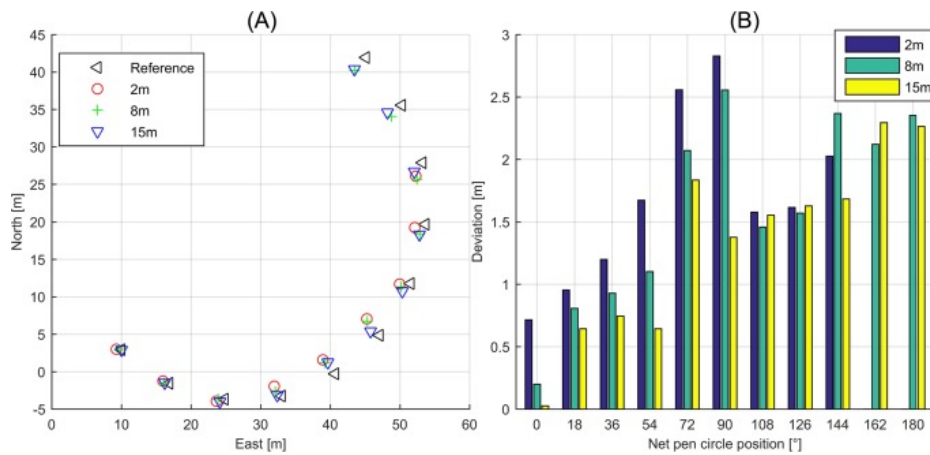 (A)
North [m]
45
40
35
30
25
20
15
10
5
0
-5
Reference
2m
8m
15m
0 10 20 30 40 50 60
East [m]
(B)
Deviation [m]
3
2.5
2
1.5
1
0.5
0
2m
8m
15m
0 18 36 54 72 90 108 126 144 162 180
Net pen circle position [°]